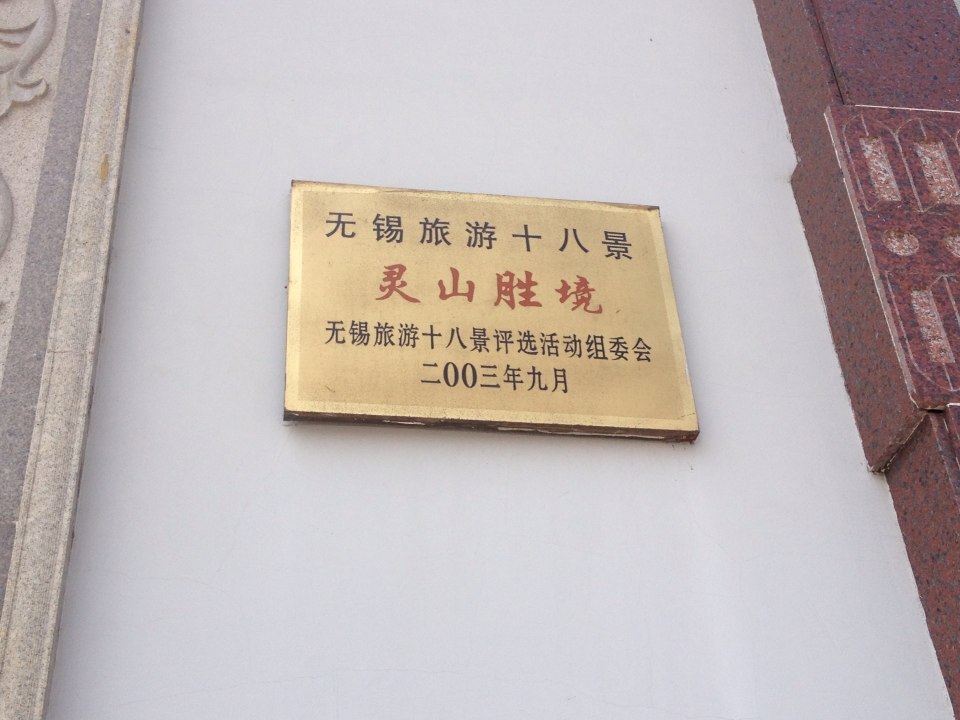 无锡旅游十八景
灵山胜境
无锡旅游十八景评选活动组委会
二00三年九月